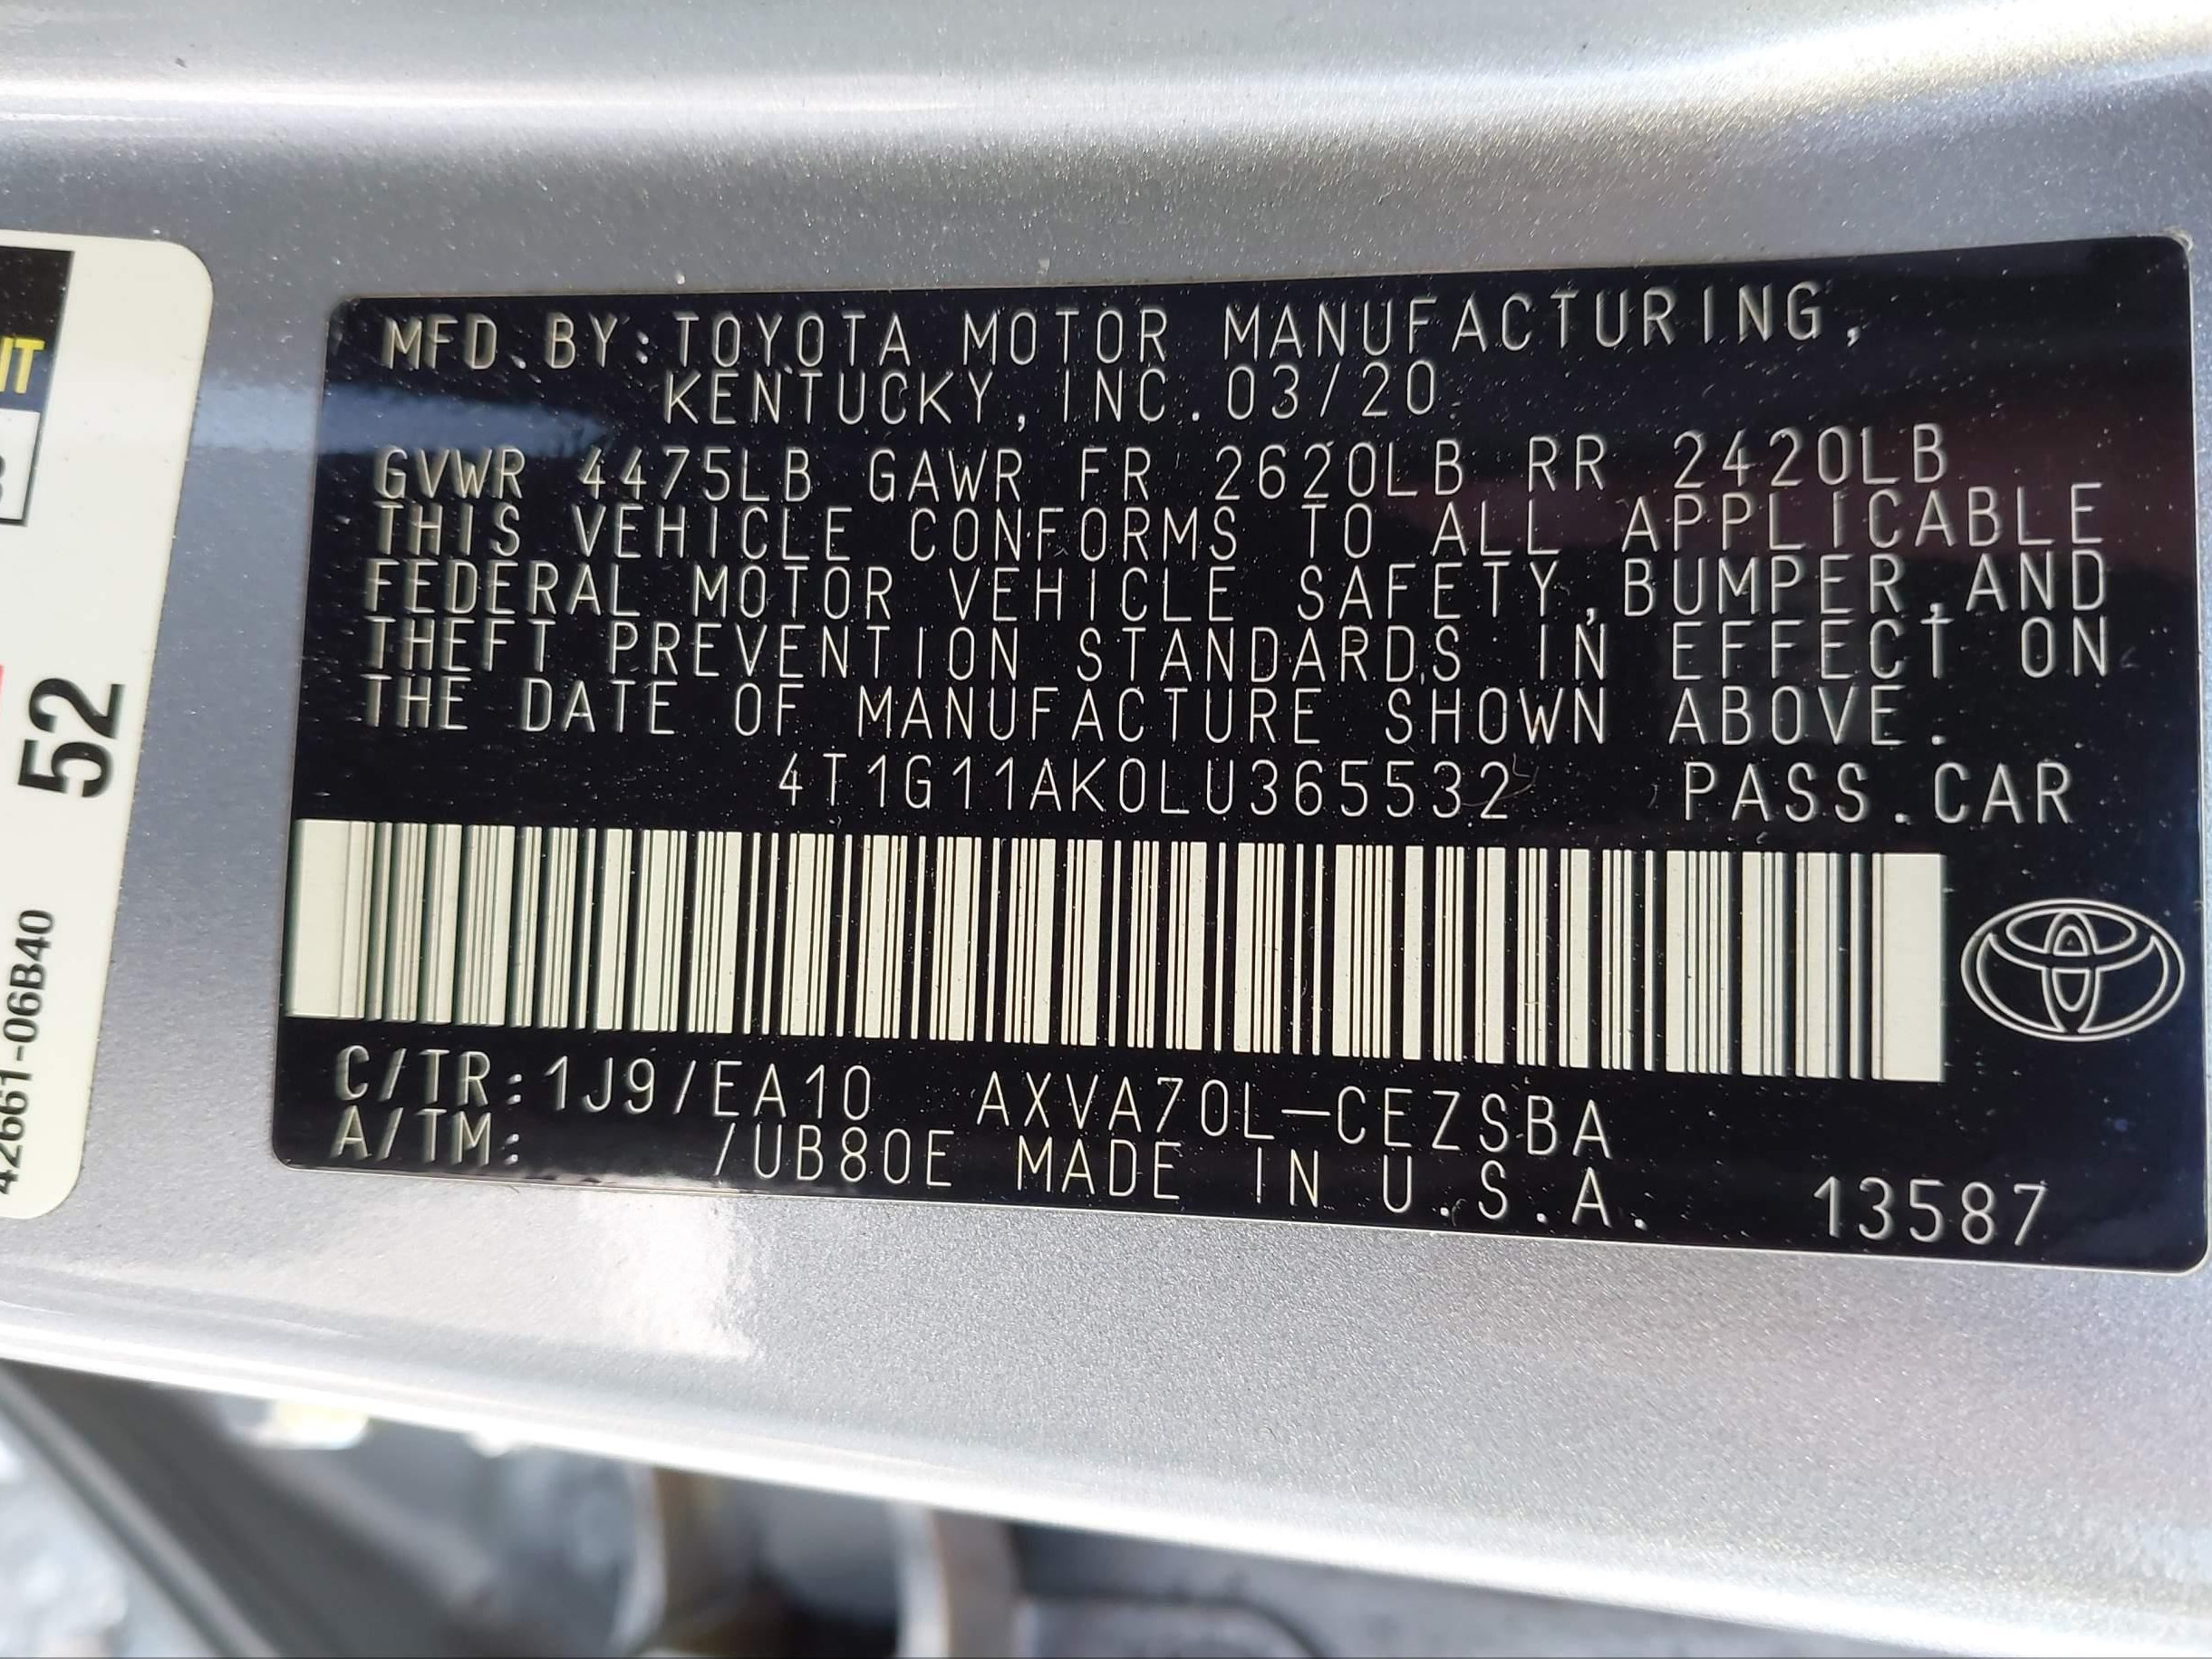 MFD.BY:TOYOTA MOTOR MANUFACTURING,
KENTUCKY,INC.03/20
GVWR 4475LB GAWR FR 2620LB RR 2420LB
THIS VEHICLE CONFORMS TO ALL APPLICABLE
FEDERAL MOTOR VEHICLE SAFETY,BUMPER,AND
THEFT PREVENTION STANDARDS IN EFFECT ON
THE DATE OF MANUFACTURE SHOWN ABOVE.
4T1G11AK0LU365532 PASS.CAR
C/TR:1J9/EA10 AXVA70L-CEZSBA
A/TM: /UB80E MADE IN U.S.A. 13587
IT
52
42661-06B40